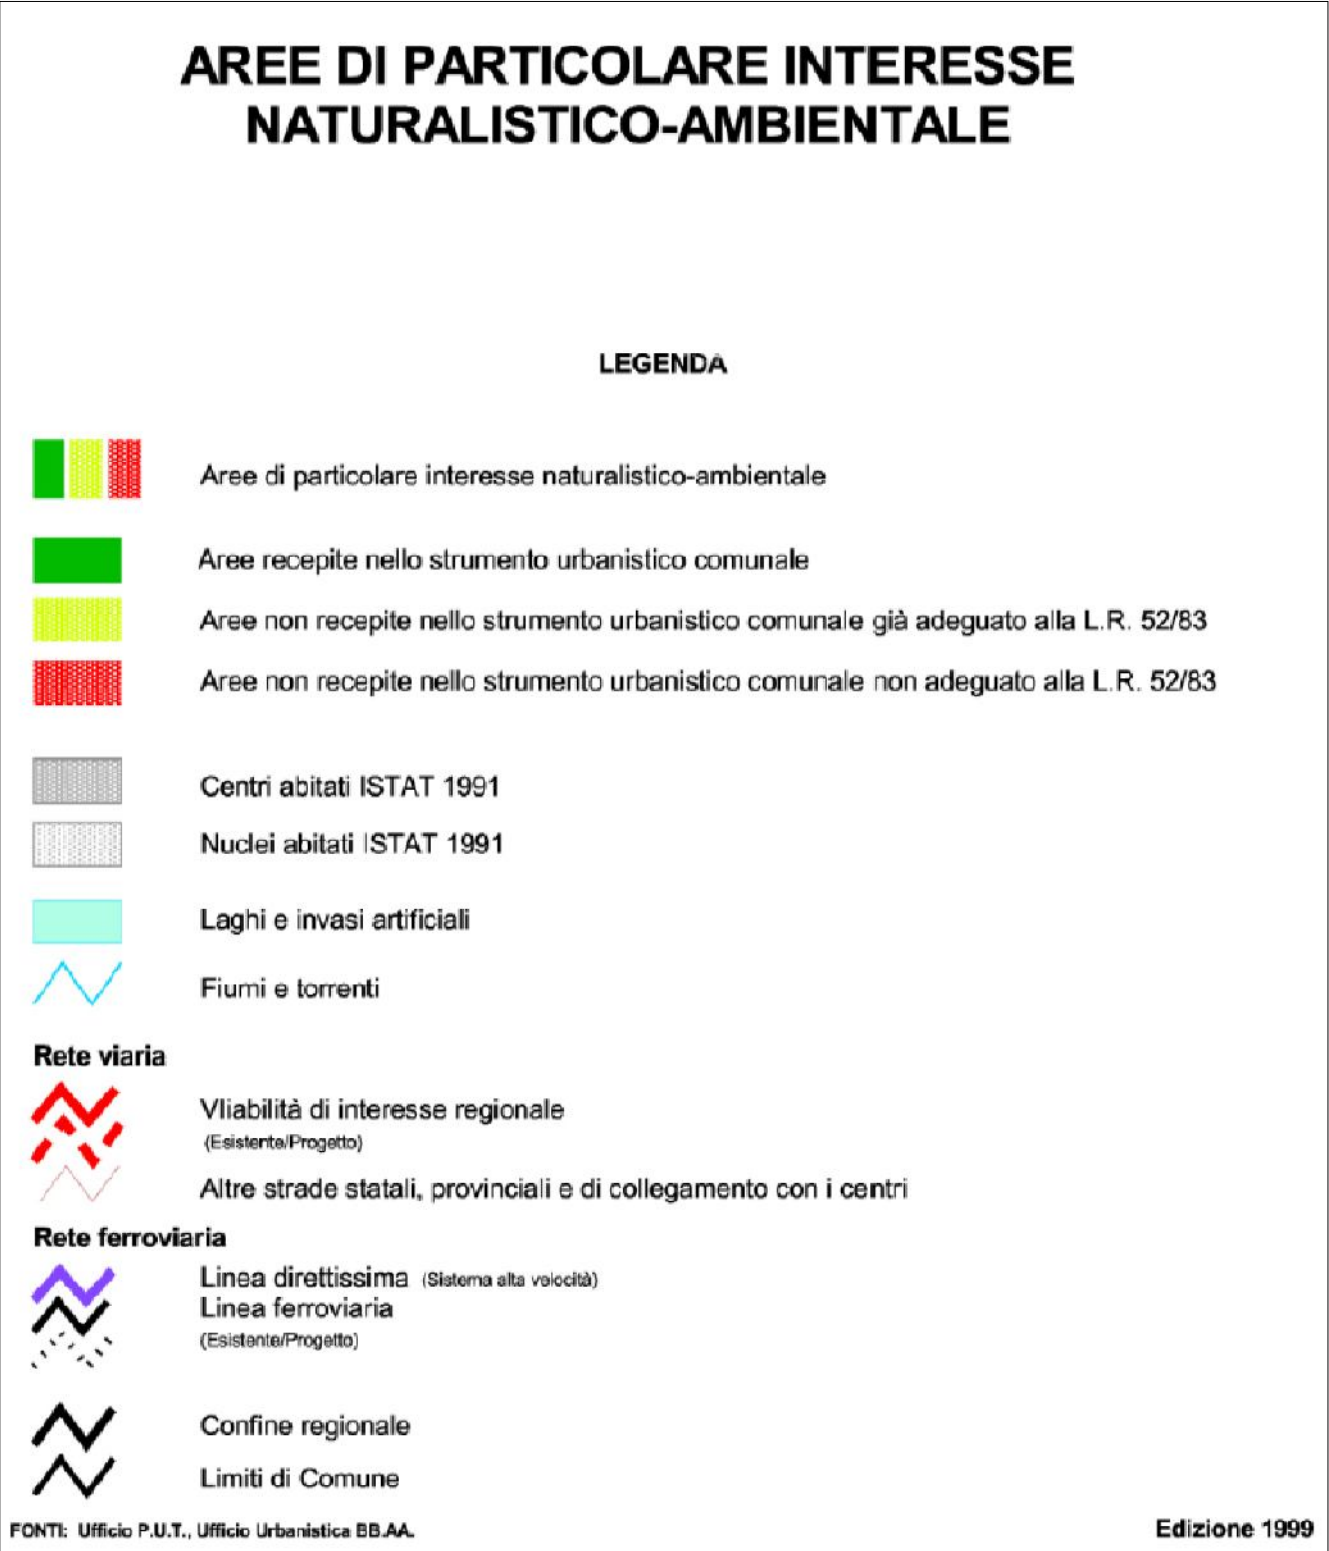 AREE DI PARTICOLARE INTERESSE
NATURALISTICO-AMBIENTALE
LEGENDA
Aree di particolare interesse naturalistico-ambientale
Aree recepite nello strumento urbanistico comunale
Aree non recepite nello strumento urbanistico comunale già adeguato alla L.R. 52/83
Aree non recepite nello strumento urbanistico comunale non adeguato alla L.R. 52/83
Centri abitati ISTAT 1991
Nuclei abitati ISTAT 1991
Laghi e invasi artificiali
Fiumi e torrenti
Rete viaria
Vliabilità di interesse regionale
(Esistente/Progetto)
Altre strade statali, provinciali e di collegamento con i centri
Rete ferroviaria
Linea direttissima (Sistema alta velocità)
Linea ferroviaria
(Esistente/Progetto)
Confine regionale
Limiti di Comune
FONTI: Ufficio P.U.T., Ufficio Urbanistica BB.AA.
Edizione 1999